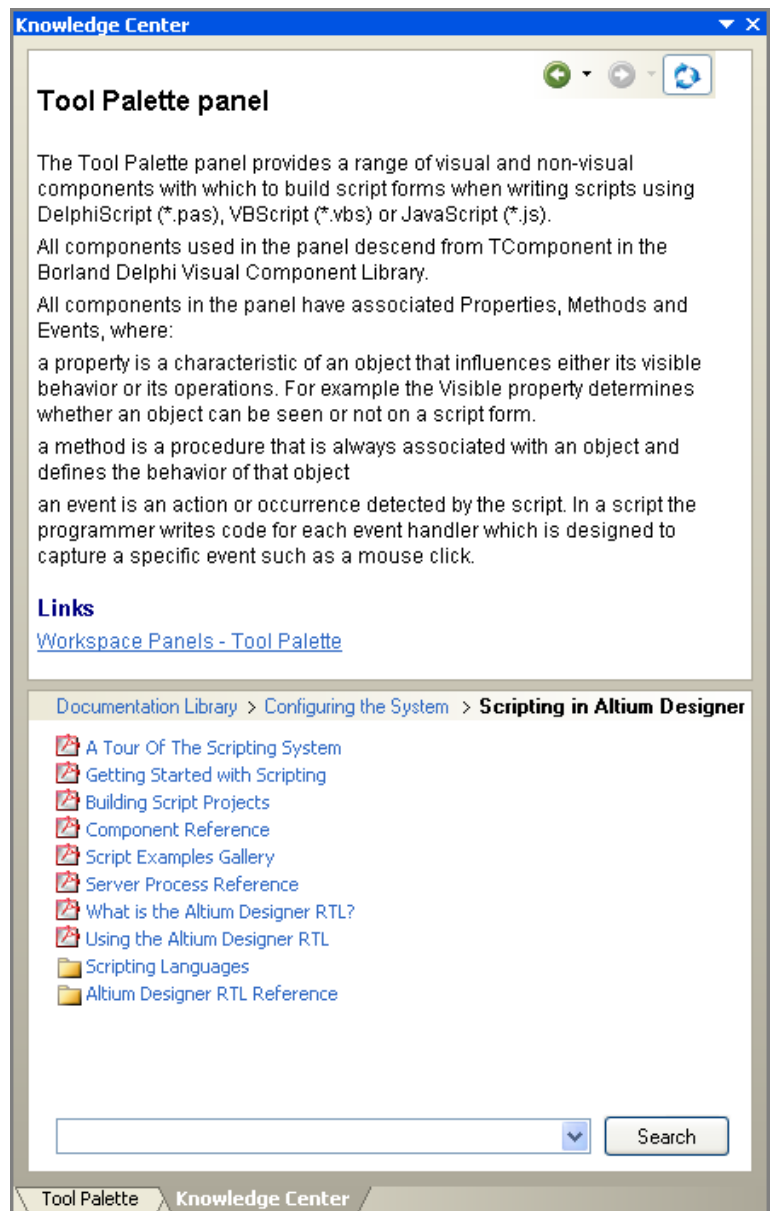 Knowledge Center
Tool Palette panel
The Tool Palette panel provides a range of visual and non-visual
components with which to build script forms when writing scripts using
DelphiScript (*.pas), VBScript (*.vbs) or JavaScript (*.js).
All components used in the panel descend from TComponent in the
Borland Delphi Visual Component Library.
All components in the panel have associated Properties, Methods and
Events, where:
a property is a characteristic of an object that influences either its visible
behavior or its operations. For example the Visible property determines
whether an object can be seen or not on a script form.
a method is a procedure that is always associated with an object and
defines the behavior of that object
an event is an action or occurrence detected by the script. In a script the
programmer writes code for each event handler which is designed to
capture a specific event such as a mouse click.
Links
Workspace Panels - Tool Palette
Documentation Library > Configuring the System > Scripting in Altium Designer
A Tour Of The Scripting System
Getting Started with Scripting
Building Script Projects
Component Reference
Script Examples Gallery
Server Process Reference
What is the Altium Designer RTL?
Using the Altium Designer RTL
Scripting Languages
Altium Designer RTL Reference
Search
Tool Palette Knowledge Center